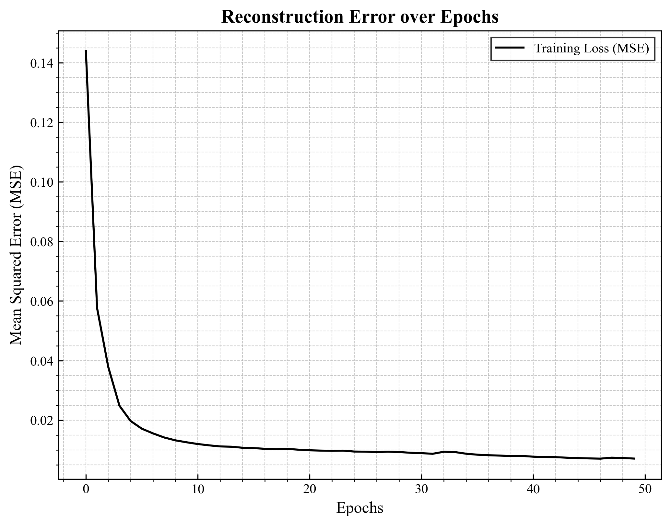 Reconstruction Error over Epochs
Training Loss (MSE)
Mean Squared Error (MSE)
0.14
0.12
0.10
0.08
0.06
0.04
0.02
0 10 20 30 40 50
Epochs